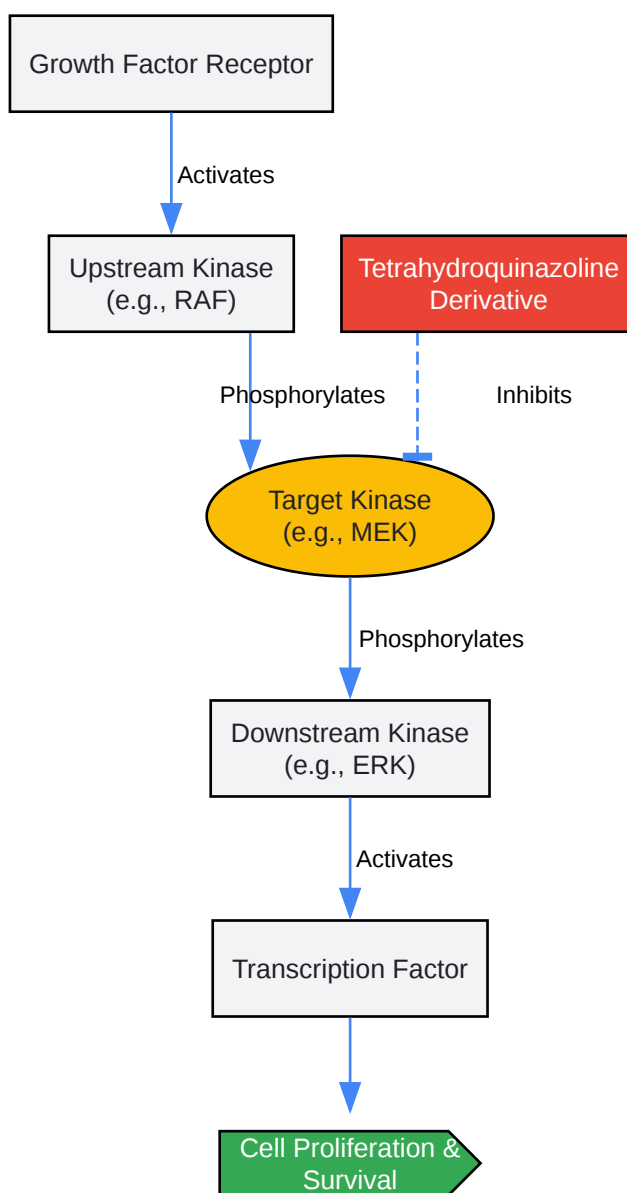 Growth Factor Receptor
Activates
Upstream Kinase
(e.g., RAF)
Tetrahydroquinazoline
Derivative
Phosphorylates
Inhibits
Target Kinase
(e.g., MEK)
Phosphorylates
Downstream Kinase
(e.g., ERK)
Activates
Transcription Factor
Cell Proliferation &
Survival